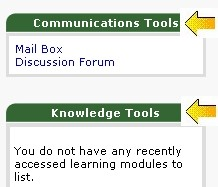 Communications Tools
Mail Box
Discussion Forum
Knowledge Tools
You do not have any recently
accessed learning modules to
list.